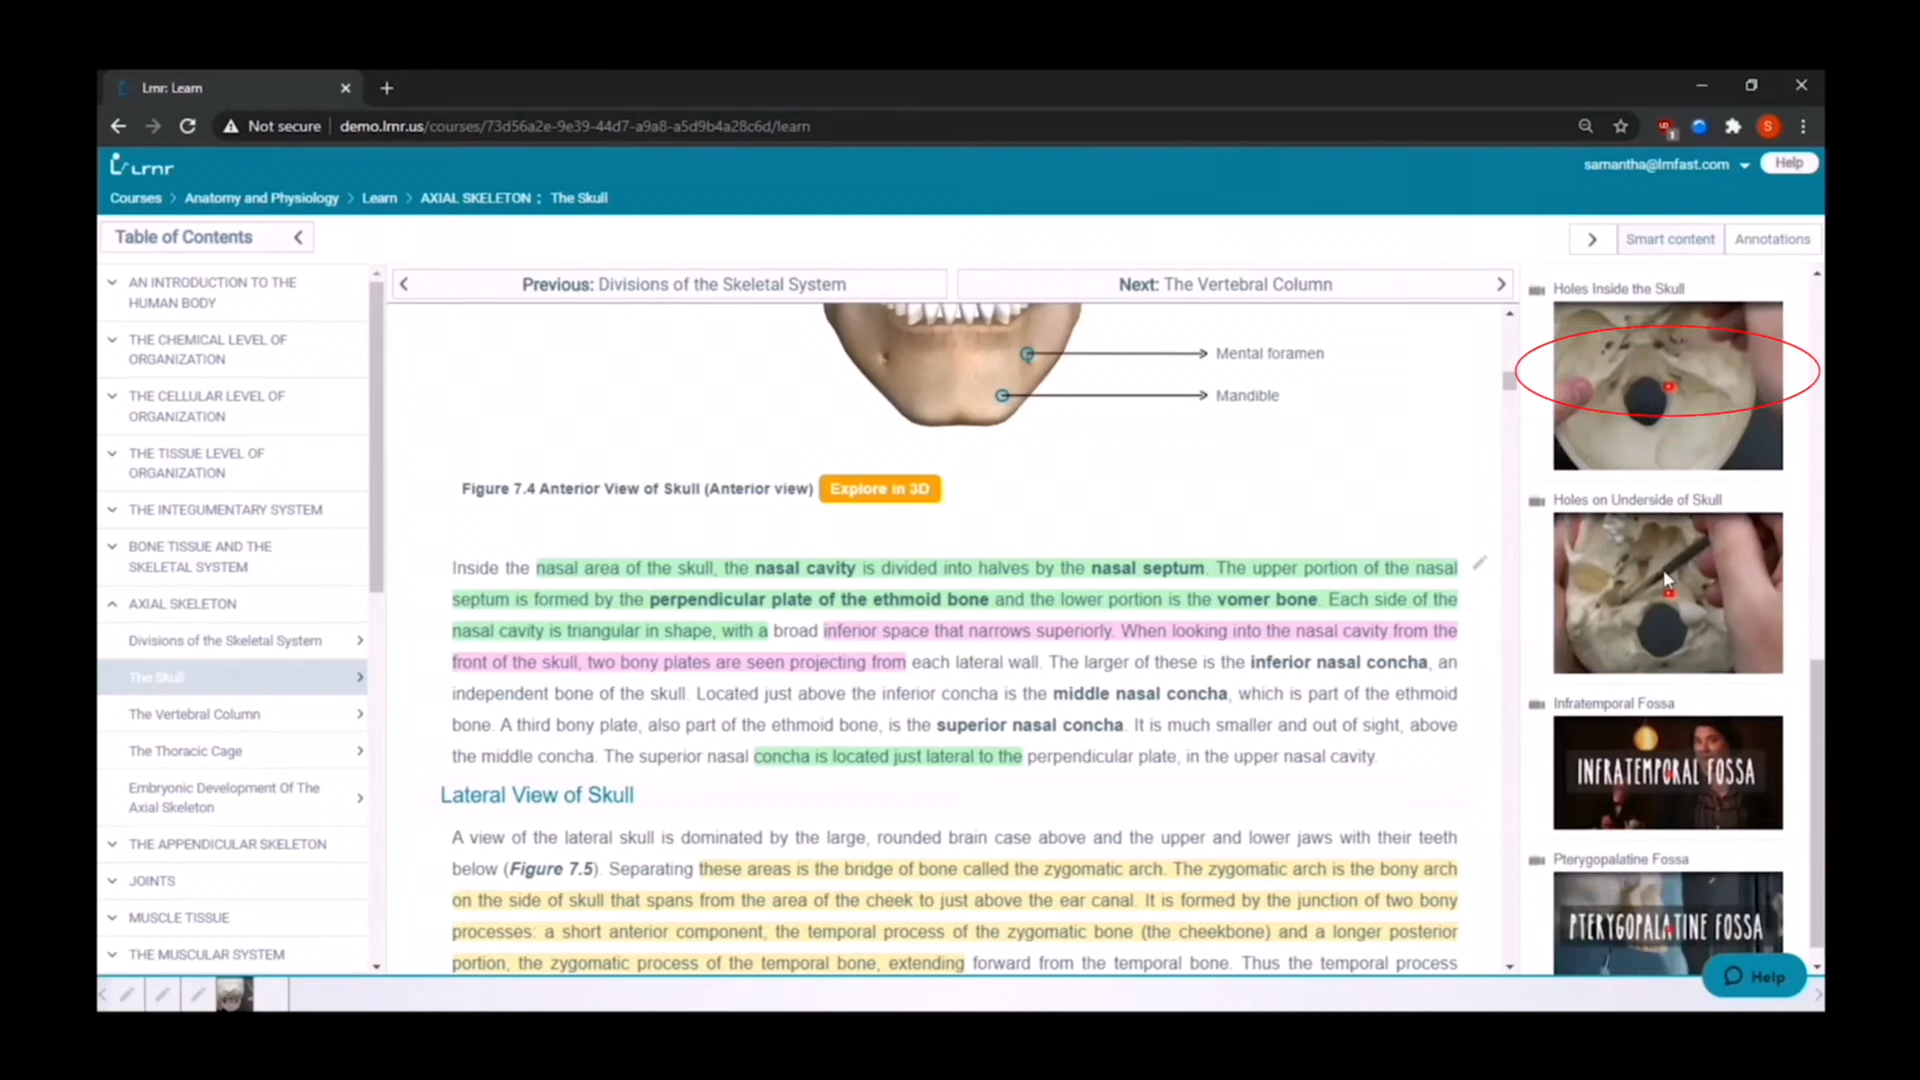 Lrnr: Learn
Not secure
demo.lrnr.us/courses/73d56a2e-9e39-44d7-a9a8-a5d9b4a28c6d/learn
S
1
Lrnr
samantha@lrnfast.com
Help
Courses > Anatomy and Physiology > Learn > AXIAL SKELETON : The Skull
Table of Contents
Smart content
Annotations
AN INTRODUCTION TO THE
HUMAN BODY
THE CHEMICAL LEVEL OF
ORGANIZATION
THE CELLULAR LEVEL OF
ORGANIZATION
THE TISSUE LEVEL OF
ORGANIZATION
THE INTEGUMENTARY SYSTEM
BONE TISSUE AND THE
SKELETAL SYSTEM
AXIAL SKELETON
Divisions of the Skeletal System
The Skull
The Vertebral Column
The Thoracic Cage
Embryonic Development Of The
Axial Skeleton
THE APPENDICULAR SKELETON
JOINTS
MUSCLE TISSUE
THE MUSCULAR SYSTEM
Previous: Divisions of the Skeletal System
Next: The Vertebral Column
Mental foramen
Mandible
Figure 7.4 Anterior View of Skull (Anterior view)
Explore in 3D
Inside the nasal area of the skull, the nasal cavity is divided into halves by the nasal septum. The upper portion of the nasal
septum is formed by the perpendicular plate of the ethmoid bone and the lower portion is the vomer bone. Each side of the
nasal cavity is triangular in shape, with a broad inferior space that narrows superiorly. When looking into the nasal cavity from the
front of the skull, two bony plates are seen projecting from each lateral wall. The larger of these is the inferior nasal concha, an
independent bone of the skull. Located just above the inferior concha is the middle nasal concha, which is part of the ethmoid
bone. A third bony plate, also part of the ethmoid bone, is the superior nasal concha. It is much smaller and out of sight, above
the middle concha. The superior nasal concha is located just lateral to the perpendicular plate, in the upper nasal cavity.
Lateral View of Skull
A view of the lateral skull is dominated by the large, rounded brain case above and the upper and lower jaws with their teeth
below (Figure 7.5). Separating these areas is the bridge of bone called the zygomatic arch. The zygomatic arch is the bony arch
on the side of skull that spans from the area of the cheek to just above the ear canal. It is formed by the junction of two bony
processes: a short anterior component, the temporal process of the zygomatic bone (the cheekbone) and a longer posterior
portion, the zygomatic process of the temporal bone, extending forward from the temporal bone. Thus the temporal process
Holes Inside the Skull
Holes on Underside of Skull
Infratemporal Fossa
INFRATEMPORAL FOSSA
Pterygopalatine Fossa
PTERYGOPALATINE FOSSA
Help